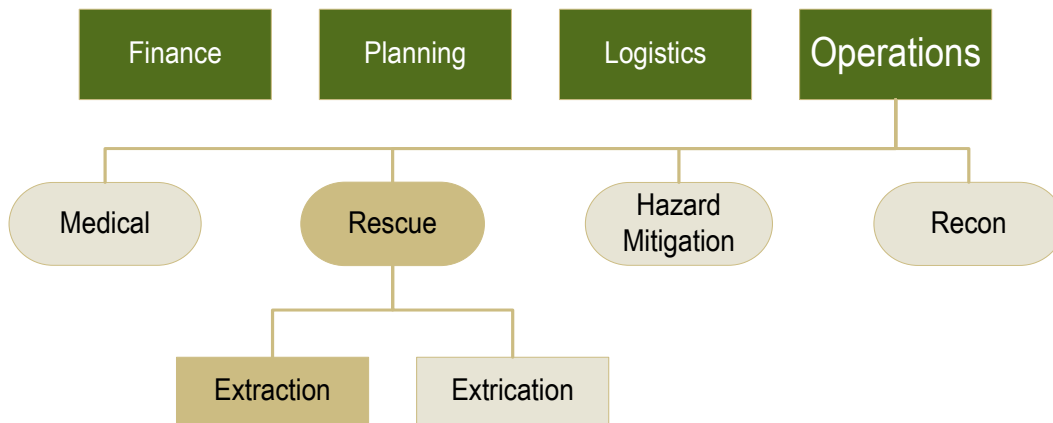 Finance
Planning
Logistics
Operations
Medical
Rescue
Hazard
Mitigation
Recon
Extraction
Extrication